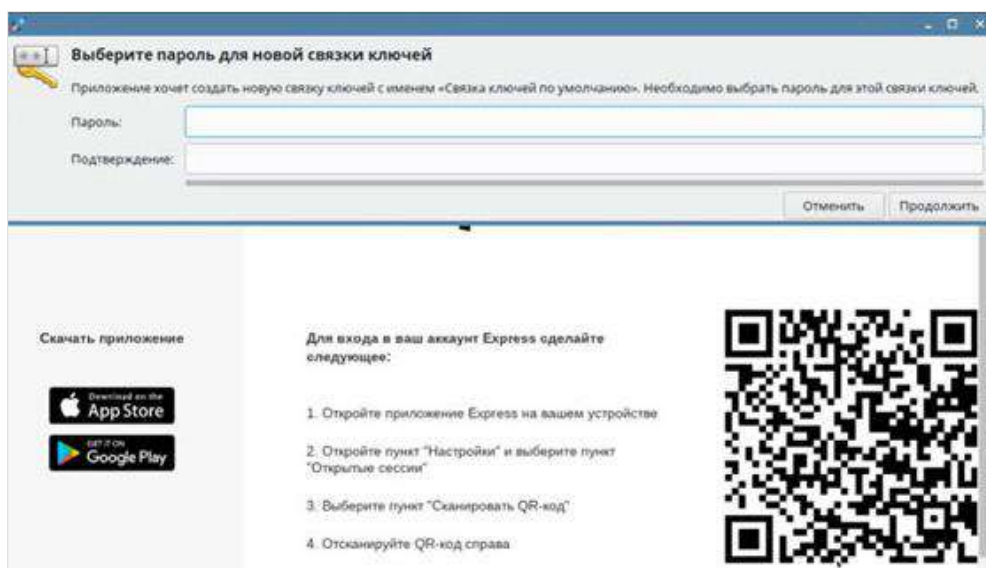 Выберите пароль для новой связки ключей
Приложение хочет создать новую связку ключей с именем «Связка ключей по умолчанию». Необходимо выбрать пароль для этой связки ключей.
Пароль:
Подтверждение:
Отменить
Продолжить
Скачать приложение
Download on the
App Store
GET IT ON
Google Play
Для входа в ваш аккаунт Express сделайте
следующее:
1. Откройте приложение Express на вашем устройстве
2. Откройте пункт "Настройки" и выберите пункт
"Открытые сессии"
3. Выберите пункт "Сканировать QR-код"
4. Отсканируйте QR-код справа